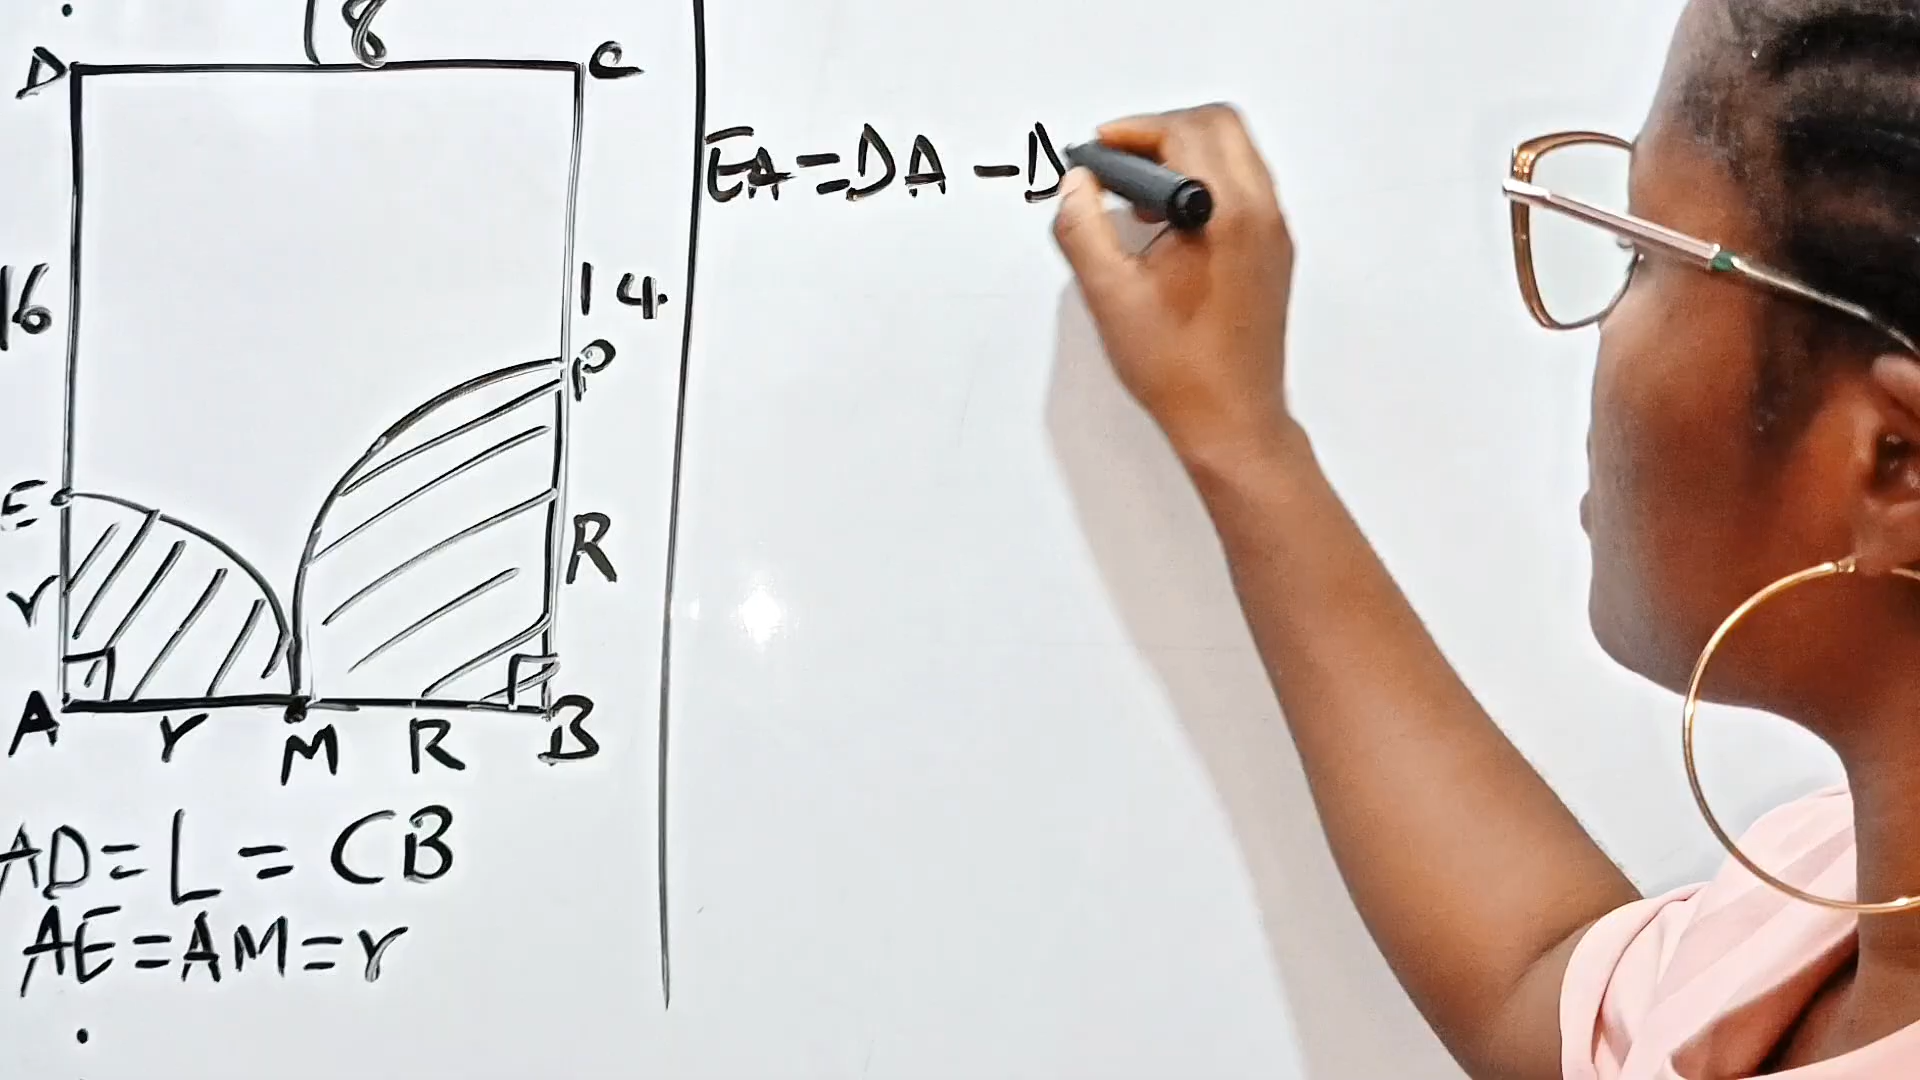 18
D
C
EA = DA - D
16
14.
P
E
R
r
A
r
M
R
B
AD = L = CB
AE = AM = r